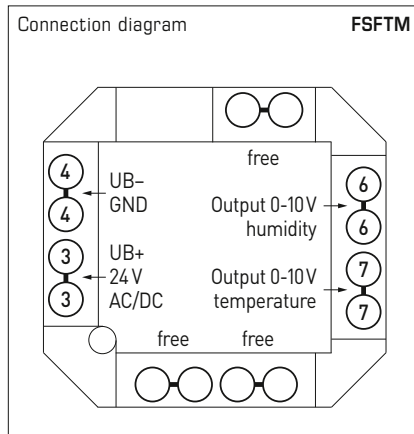 Connection diagram FSFTM
free
4
4
UB–
GND
3
3
UB+
24 V
AC/DC
Output 0-10 V
humidity
6
6
Output 0-10 V
temperature
7
7
free free